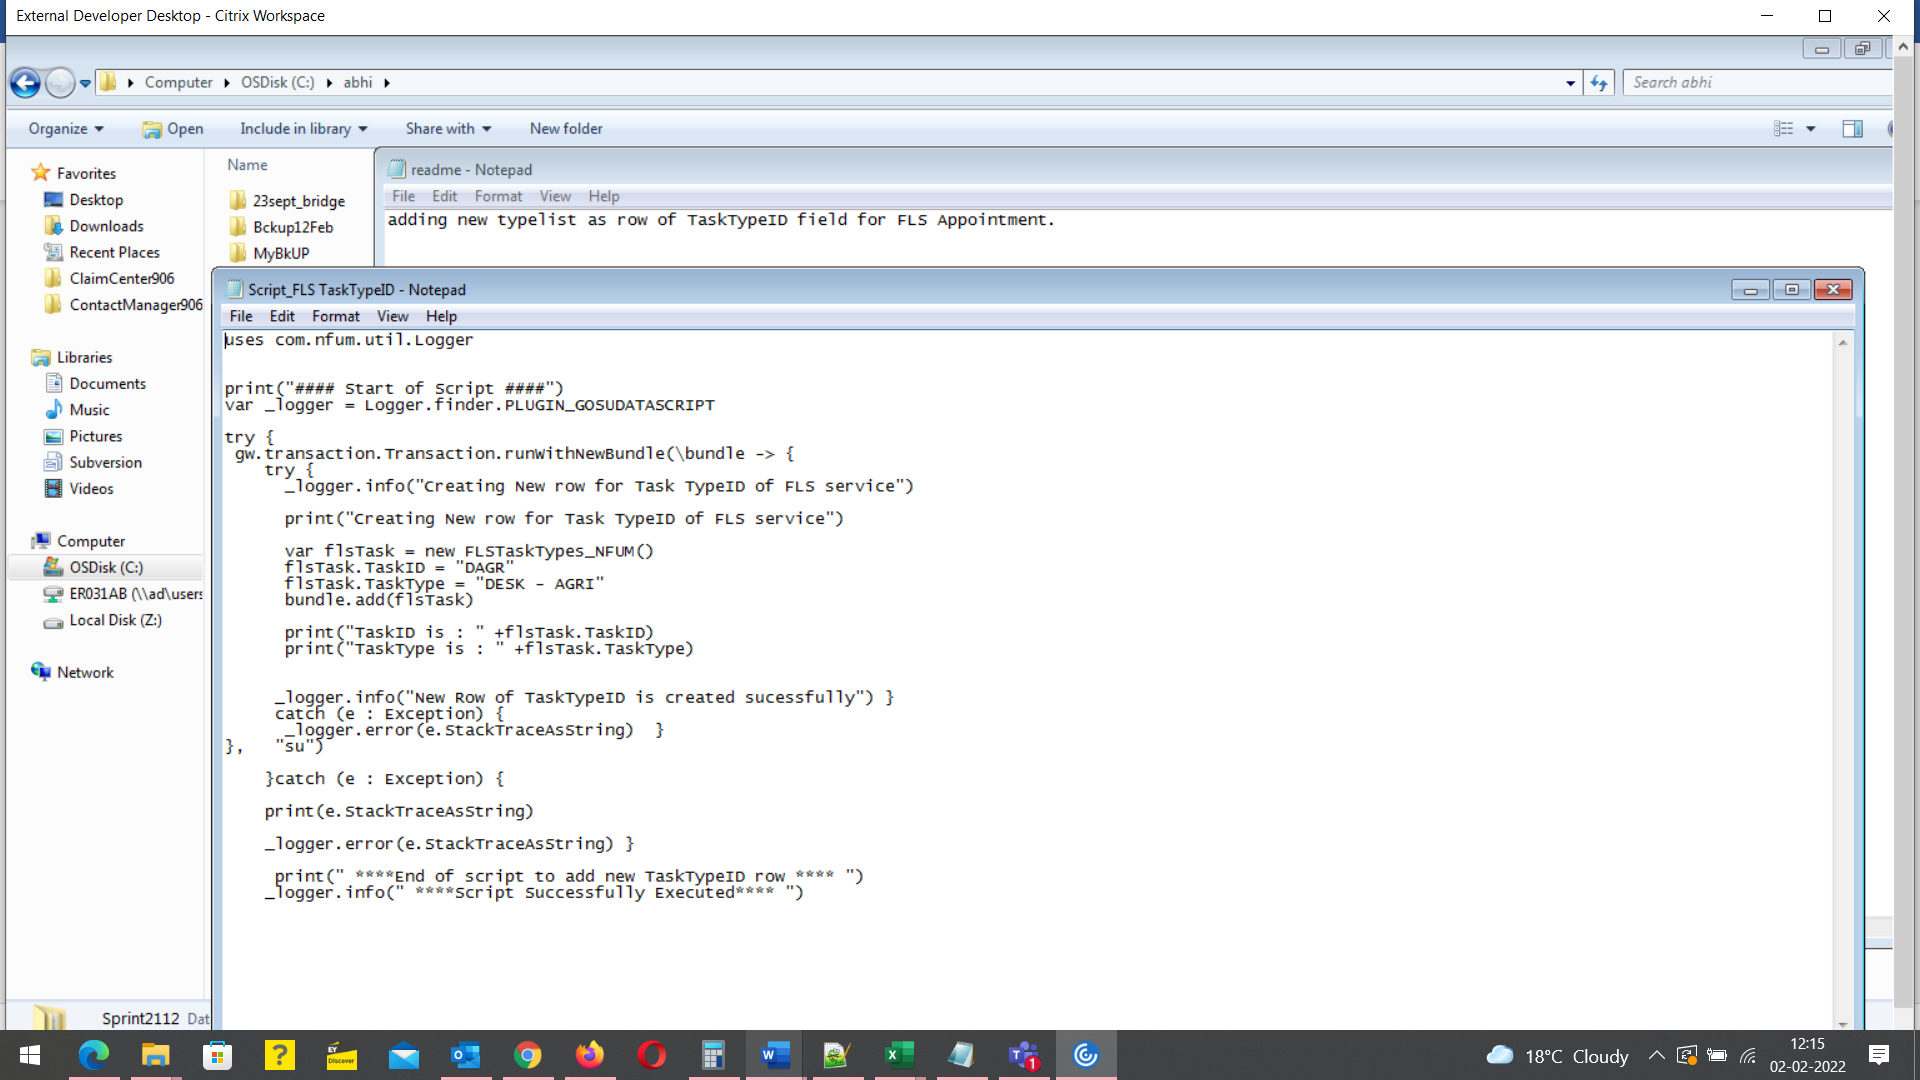 External Developer Desktop - Citrix Workspace
Computer OSDisk (C:) abhi
Search abhi
Organize Open Include in library Share with New folder
Favorites
Desktop
Downloads
Recent Places
ClaimCenter906
ContactManager906
Libraries
Documents
Music
Pictures
Subversion
Videos
Computer
OSDisk (C:)
ER031AB (\\ad\users
Local Disk (Z:)
Network
Name
23sept_bridge
Bckup12Feb
MyBkUP
readme - Notepad
File Edit Format View Help
adding new typelist as row of TaskTypeID field for FLS Appointment.
Script_FLS TaskTypeID - Notepad
File Edit Format View Help
uses com.nfum.util.Logger
print("#### Start of Script ####")
var _logger = Logger.finder.PLUGIN_GOSUDATASCRIPT
try {
gw.transaction.Transaction.runWithNewBundle(\bundle -> {
try {
_logger.info("Creating New row for Task TypeID of FLS service")
print("Creating New row for Task TypeID of FLS service")
var flsTask = new FLSTaskTypes_NFUM()
flsTask.TaskID = "DAGR"
flsTask.TaskType = "DESK - AGRI"
bundle.add(flsTask)
print("TaskID is : " +flsTask.TaskID)
print("TaskType is : " +flsTask.TaskType)
_logger.info("New Row of TaskTypeID is created sucessfully") }
catch (e : Exception) {
_logger.error(e.StackTraceAsString) }
}, "su")
}catch (e : Exception) {
print(e.StackTraceAsString)
_logger.error(e.StackTraceAsString) }
print(" ****End of script to add new TaskTypeID row **** ")
_logger.info(" ****Script Successfully Executed**** ")
Sprint2112 Dat
EY
Discover
1
18°C Cloudy
12:15
02-02-2022